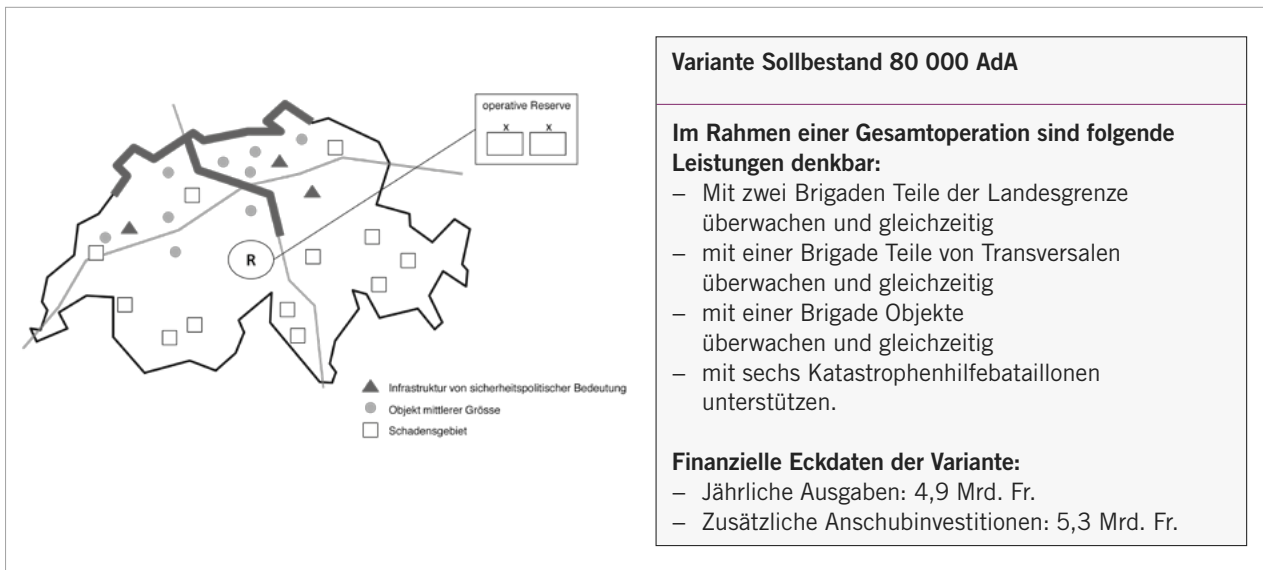 operative Reserve
x x
R
Infrastruktur von sicherheitspolitischer Bedeutung
Objekt mittlerer Grösse
Schadensgebiet
Variante Sollbestand 80 000 AdA
Im Rahmen einer Gesamtoperation sind folgende
Leistungen denkbar:
– Mit zwei Brigaden Teile der Landesgrenze
überwachen und gleichzeitig
– mit einer Brigade Teile von Transversalen
überwachen und gleichzeitig
– mit einer Brigade Objekte
überwachen und gleichzeitig
– mit sechs Katastrophenhilfebataillonen
unterstützen.
Finanzielle Eckdaten der Variante:
– Jährliche Ausgaben: 4,9 Mrd. Fr.
– Zusätzliche Anschubinvestitionen: 5,3 Mrd. Fr.